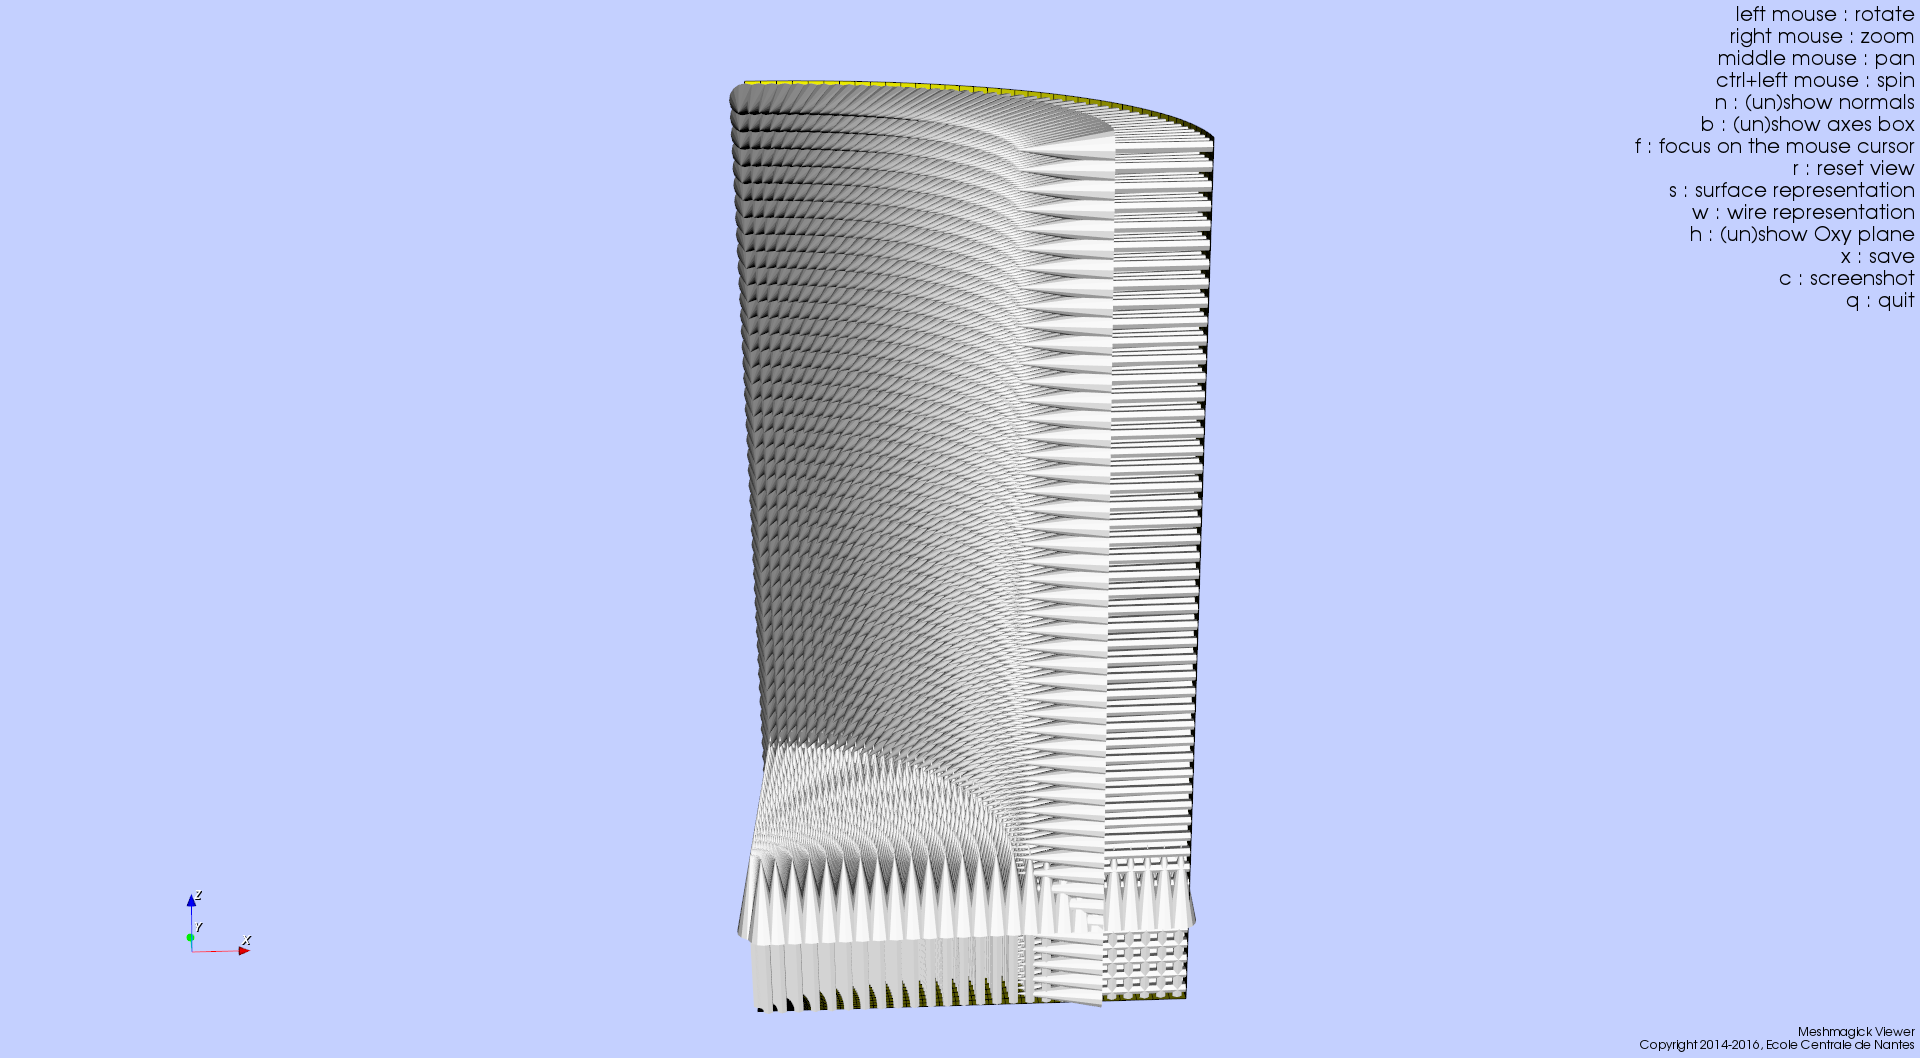 left mouse : rotate
right mouse : zoom
middle mouse : pan
ctrl+left mouse : spin
n : (un)show normals
b : (un)show axes box
f : focus on the mouse cursor
r : reset view
s : surface representation
w : wire representation
h : (un)show Oxy plane
x : save
c : screenshot
q : quit
Z
Y
X
Meshmagick Viewer
Copyright 2014-2016, Ecole Centrale de Nantes